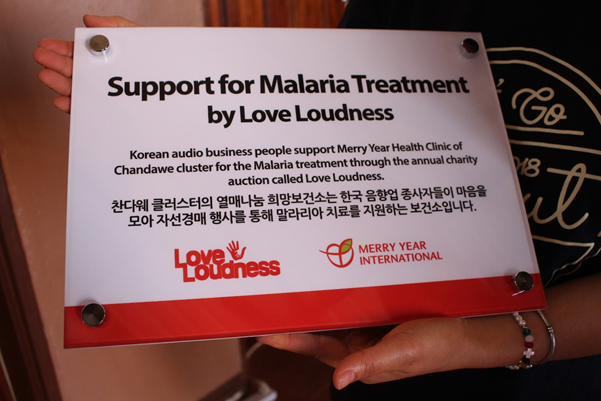 Support for Malaria Treatment
by Love Loudness
Korean audio business people support Merry Year Health Clinic of
Chandawe cluster for the Malaria treatment through the annual charity
auction called Love Loudness.
찬다웨 클러스터의 열매나눔 희망보건소는 한국 음향업 종사자들이 마음을
모아 자선경매 행사를 통해 말라리아 치료를 지원하는 보건소입니다.
Love
Loudness
MERRY YEAR
INTERNATIONAL
Go